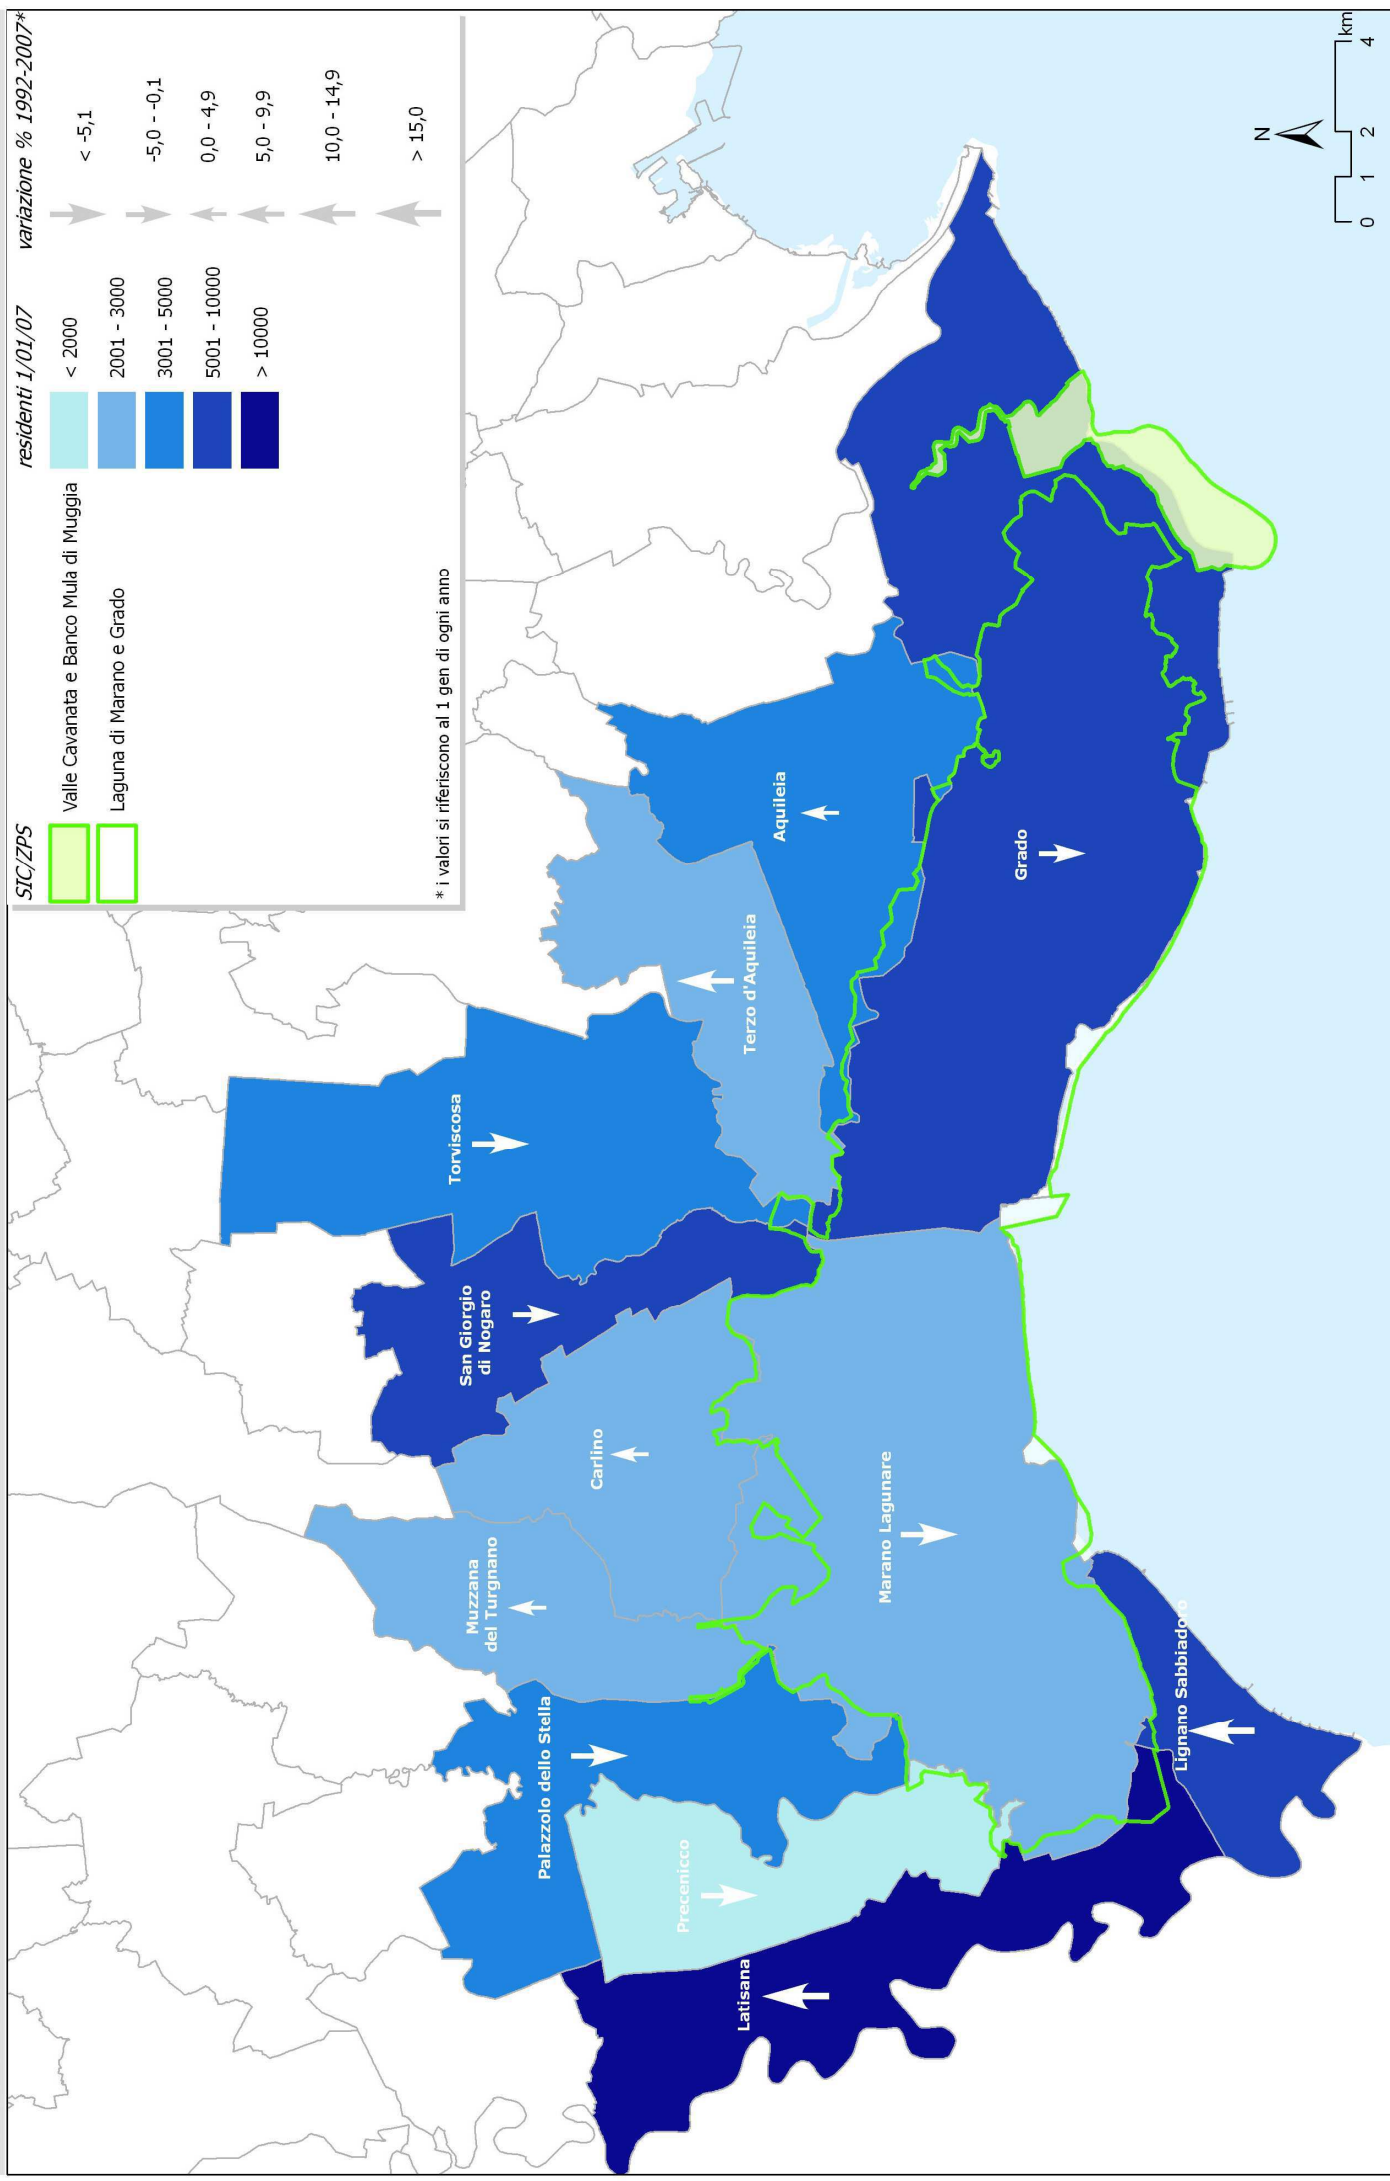 SIC/ZPS
Valle Cavanata e Banco Mula di Muggia
Laguna di Marano e Grado
residenti 1/01/07
< 2000
2001 - 3000
3001 - 5000
5001 - 10000
> 10000
variazione % 1992-2007*
< -5,1
-5,0 - -0,1
0,0 - 4,9
5,0 - 9,9
10,0 - 14,9
> 15,0
* i valori si riferiscono al 1 gen di ogni anno
Torviscosa
San Giorgio
di Nogaro
Muzzana
del Turgnano
Palazzolo dello Stella
Carlino
Precenicco
Latisana
Terzo d'Aquileia
Aquileia
Marano Lagunare
Grado
Lignano Sabbiadoro
N
0
1
2
4
km